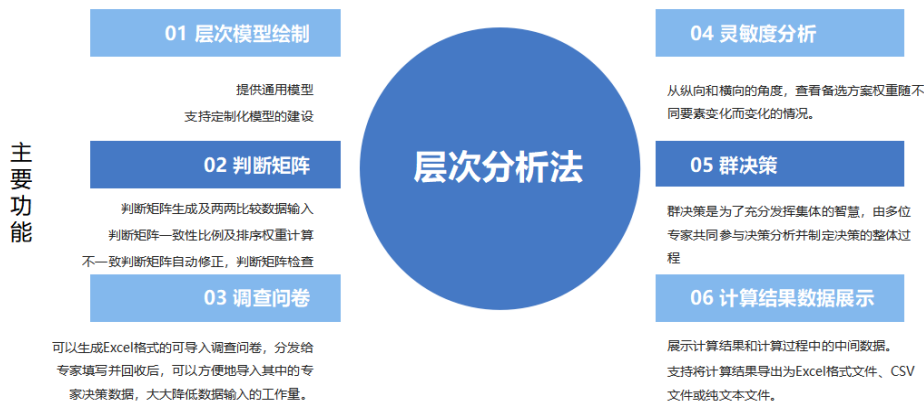 主要功能
01 层次模型绘制
提供通用模型
支持定制化模型的建设
02 判断矩阵
判断矩阵生成及两两比较数据输入
判断矩阵一致性比例及排序权重计算
不一致判断矩阵自动修正，判断矩阵检查
03 调查问卷
可以生成Excel格式的可导入调查问卷，分发给
专家填写并回收后，可以方便地导入其中的专
家决策数据，大大降低数据输入的工作量。
层次分析法
04 灵敏度分析
从纵向和横向的角度，查看备选方案权重随不
同要素变化而变化的情况。
05 群决策
群决策是为了充分发挥集体的智慧，由多位
专家共同参与决策分析并制定决策的整体过
程
06 计算结果数据展示
展示计算结果和计算过程中的中间数据。
支持将计算结果导出为Excel格式文件、CSV
文件或纯文本文件。